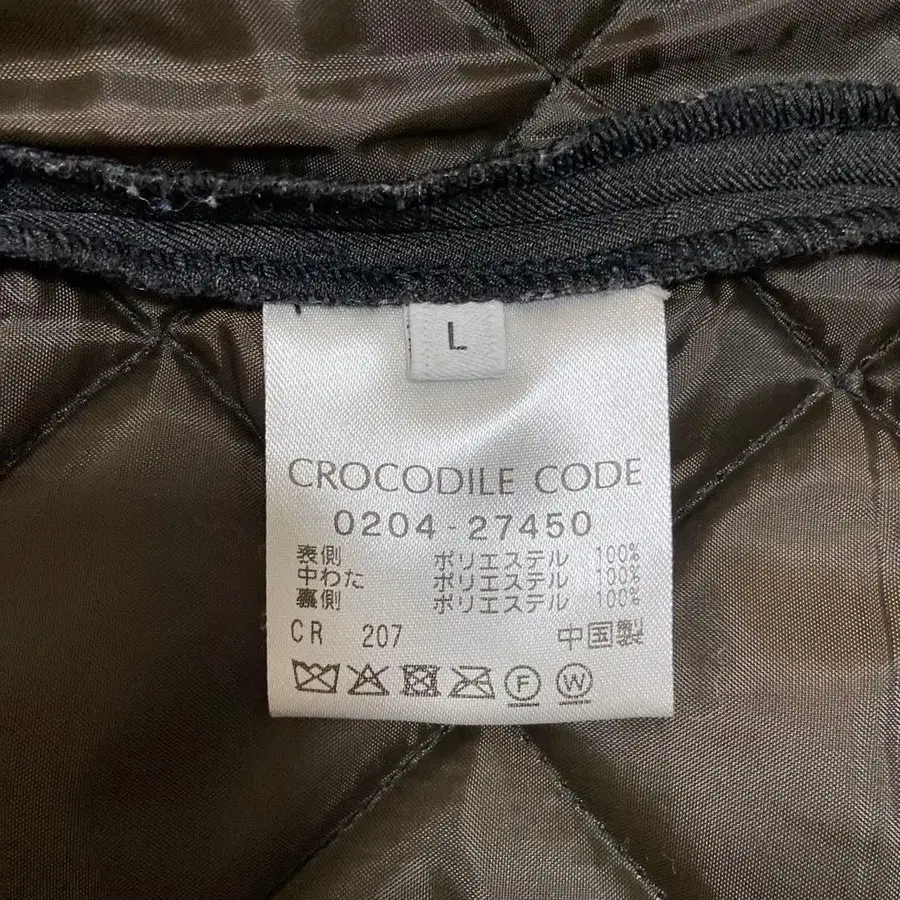 L
CROCODILE CODE
0204-27450
表側 ポリエステル 100%
中わた ポリエステル 100%
裏側 ポリエステル 100%
CR 207 中国製
F W